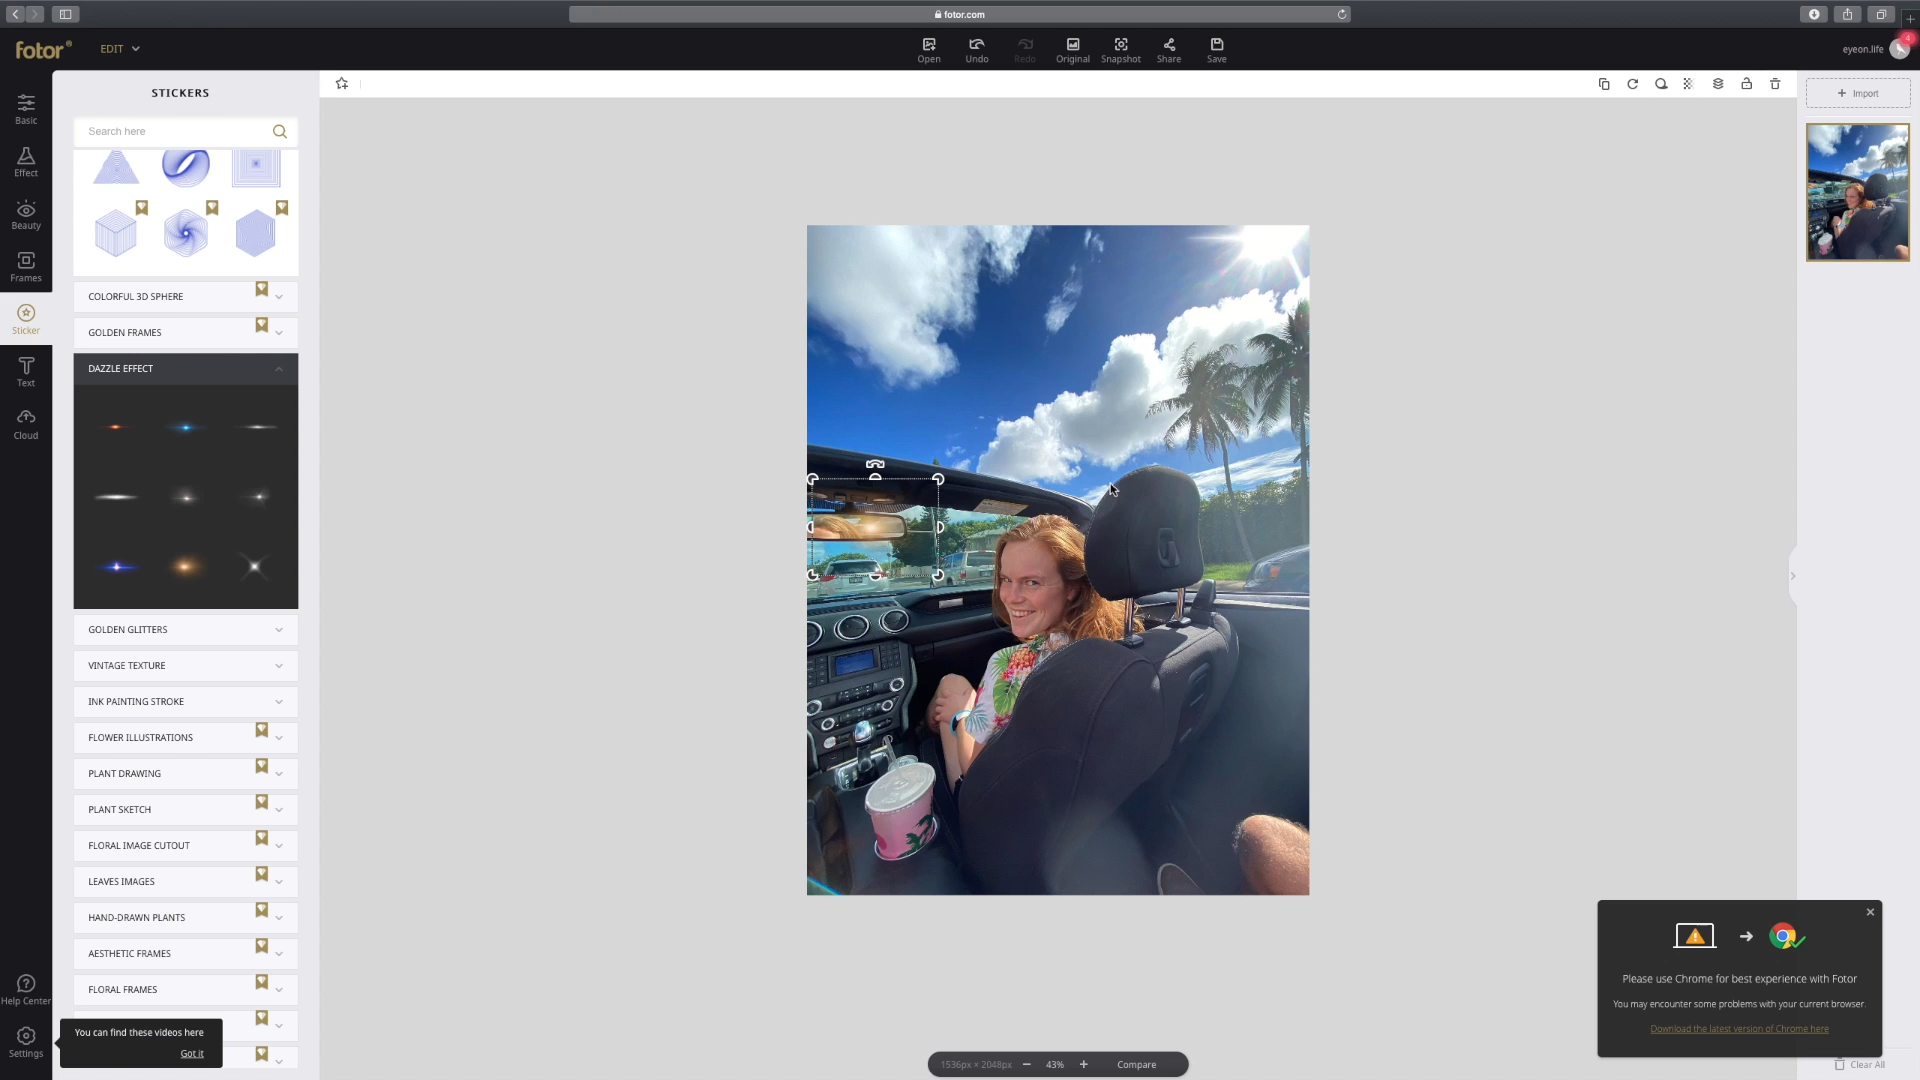 fotor.com
fotor®
EDIT
Open
Undo
Redo
Original
Snapshot
Share
Save
eyeon.life
4
Basic
Effect
Beauty
Frames
Sticker
Text
Cloud
Help Center
Settings
STICKERS
Search here
COLORFUL 3D SPHERE
GOLDEN FRAMES
DAZZLE EFFECT
GOLDEN GLITTERS
VINTAGE TEXTURE
INK PAINTING STROKE
FLOWER ILLUSTRATIONS
PLANT DRAWING
PLANT SKETCH
FLORAL IMAGE CUTOUT
LEAVES IMAGES
HAND-DRAWN PLANTS
AESTHETIC FRAMES
FLORAL FRAMES
You can find these videos here
Got it
1536px × 2048px
43%
Compare
Import
Please use Chrome for best experience with Fotor
You may encounter some problems with your current browser.
Download the latest version of Chrome here
Clear All